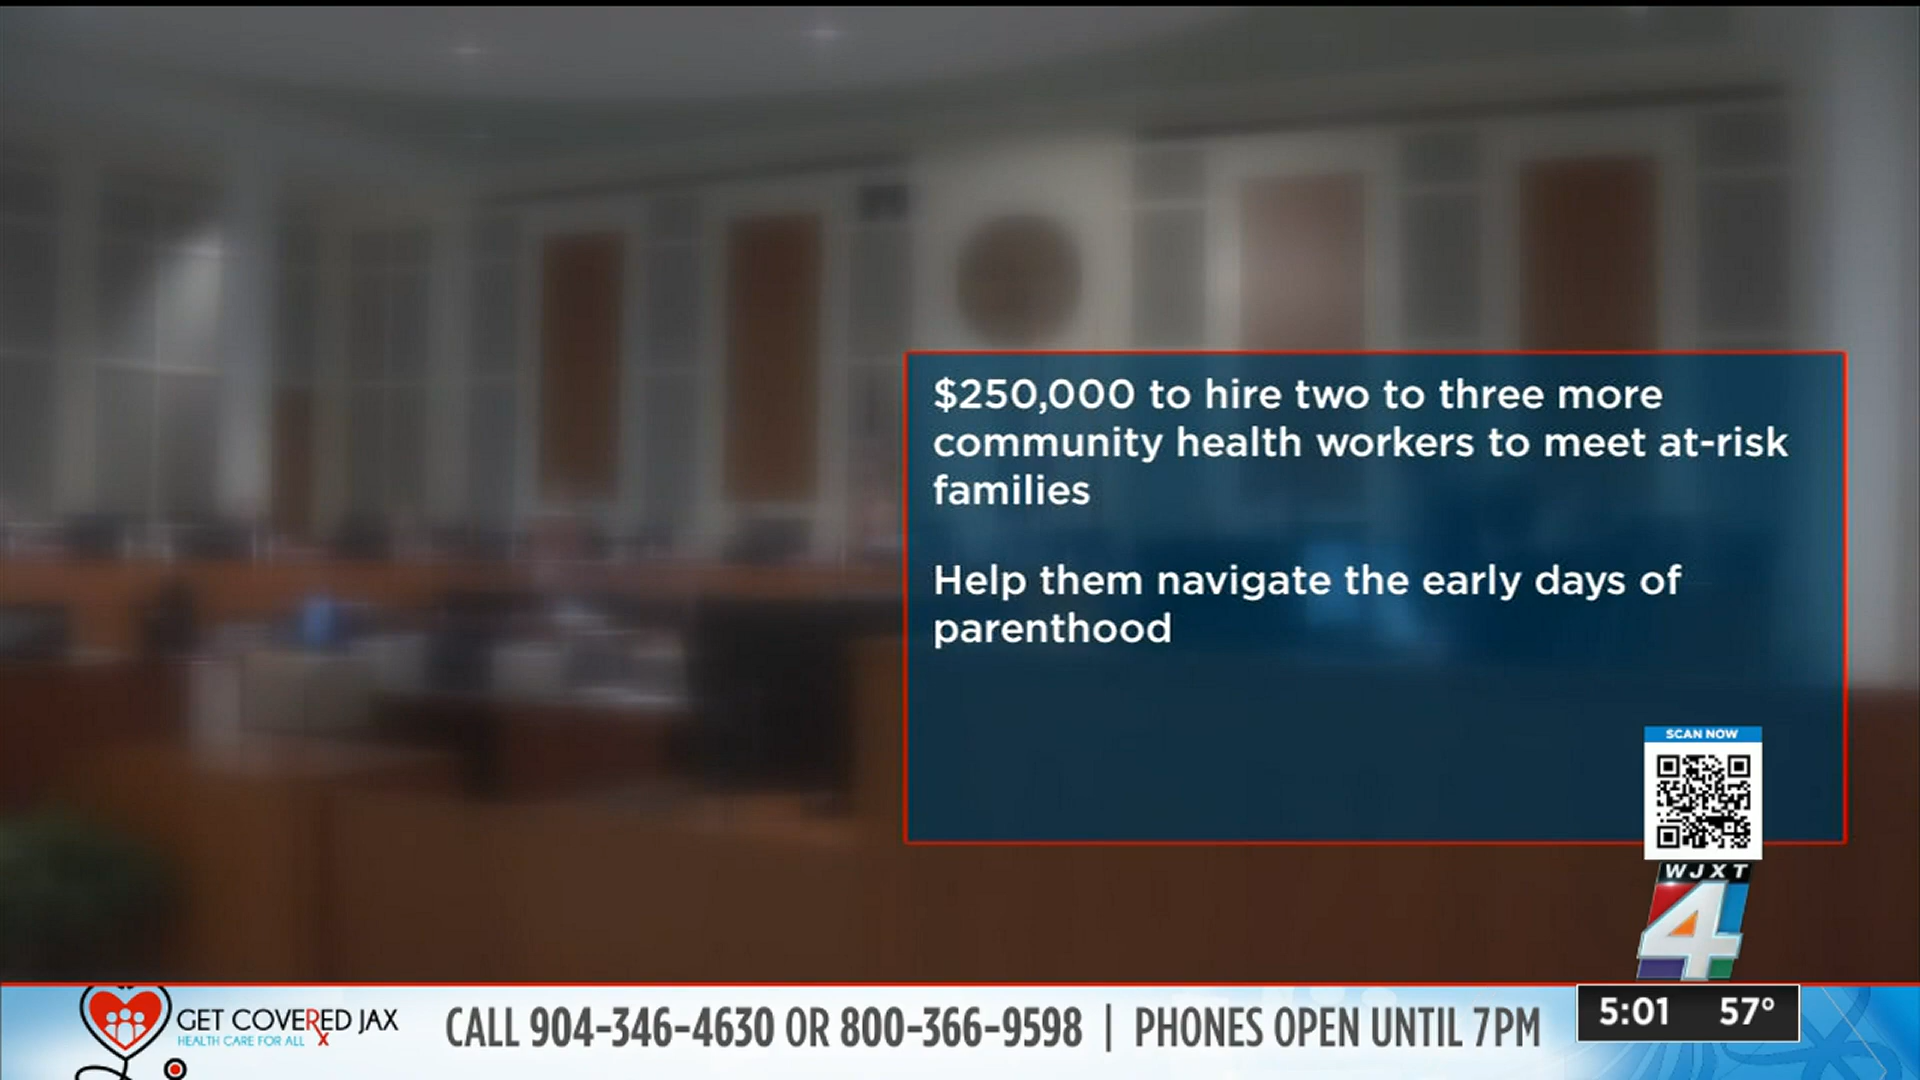 $250,000 to hire two to three more
community health workers to meet at-risk
families
Help them navigate the early days of
parenthood
SCAN NOW
WJXT
4
GET COVERED JAX
HEALTH CARE FOR ALL
X
CALL 904-346-4630 OR 800-366-9598 | PHONES OPEN UNTIL 7PM
5:01 57°